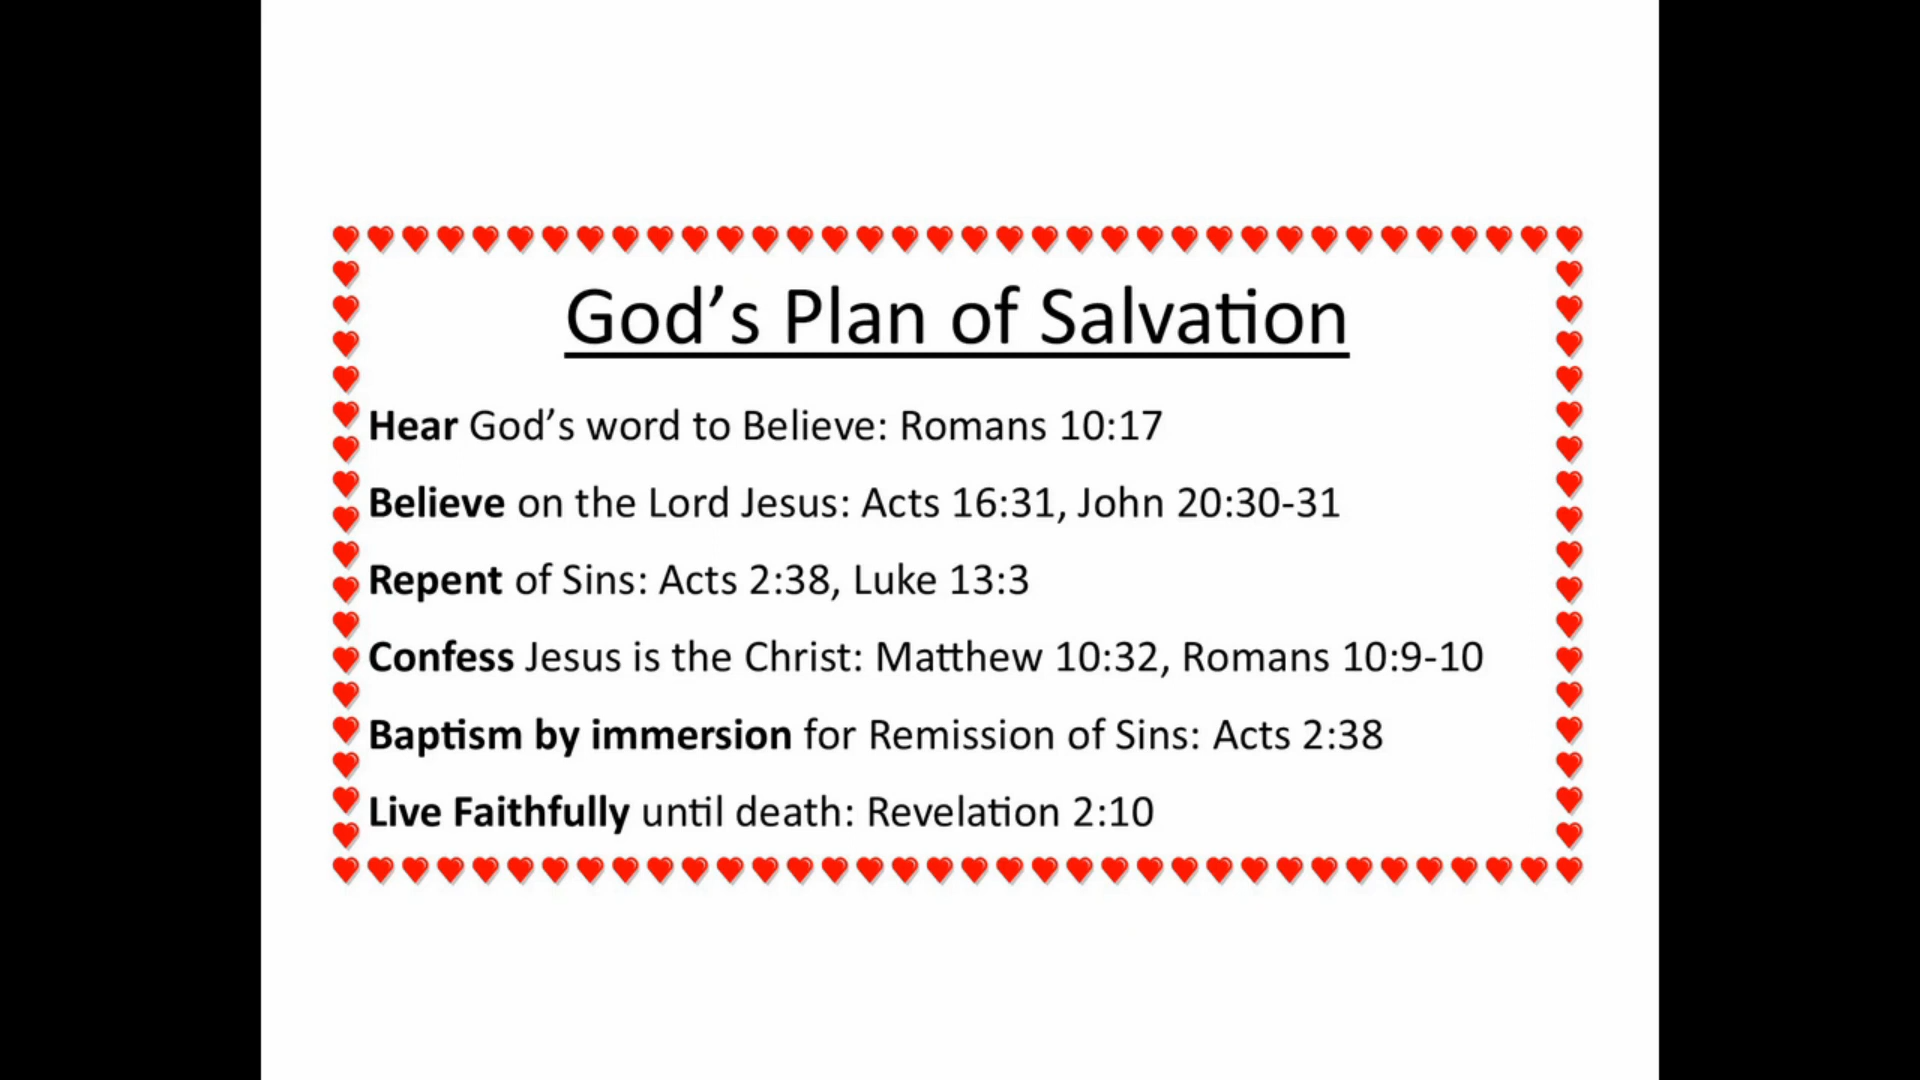 God’s Plan of Salvation
Hear God’s word to Believe: Romans 10:17
Believe on the Lord Jesus: Acts 16:31, John 20:30-31
Repent of Sins: Acts 2:38, Luke 13:3
Confess Jesus is the Christ: Matthew 10:32, Romans 10:9-10
Baptism by immersion for Remission of Sins: Acts 2:38
Live Faithfully until death: Revelation 2:10